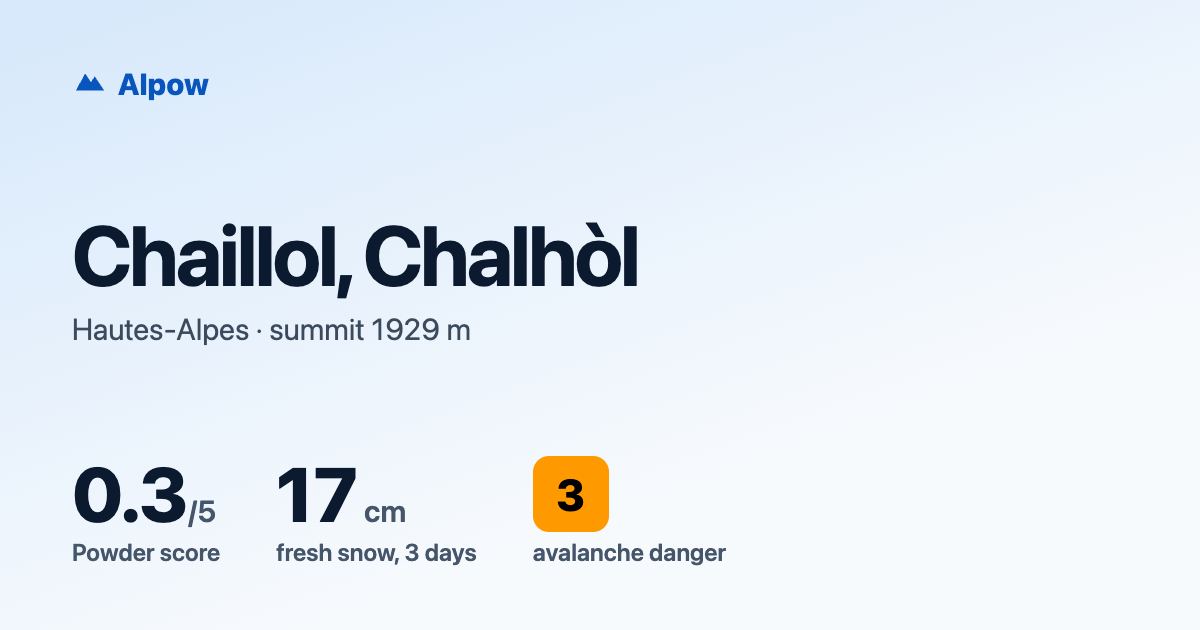 Alpow
Chaillol, Chalhòl
Hautes-Alpes · summit 1929 m
0.3/5
Powder score
17 cm
fresh snow, 3 days
3
avalanche danger